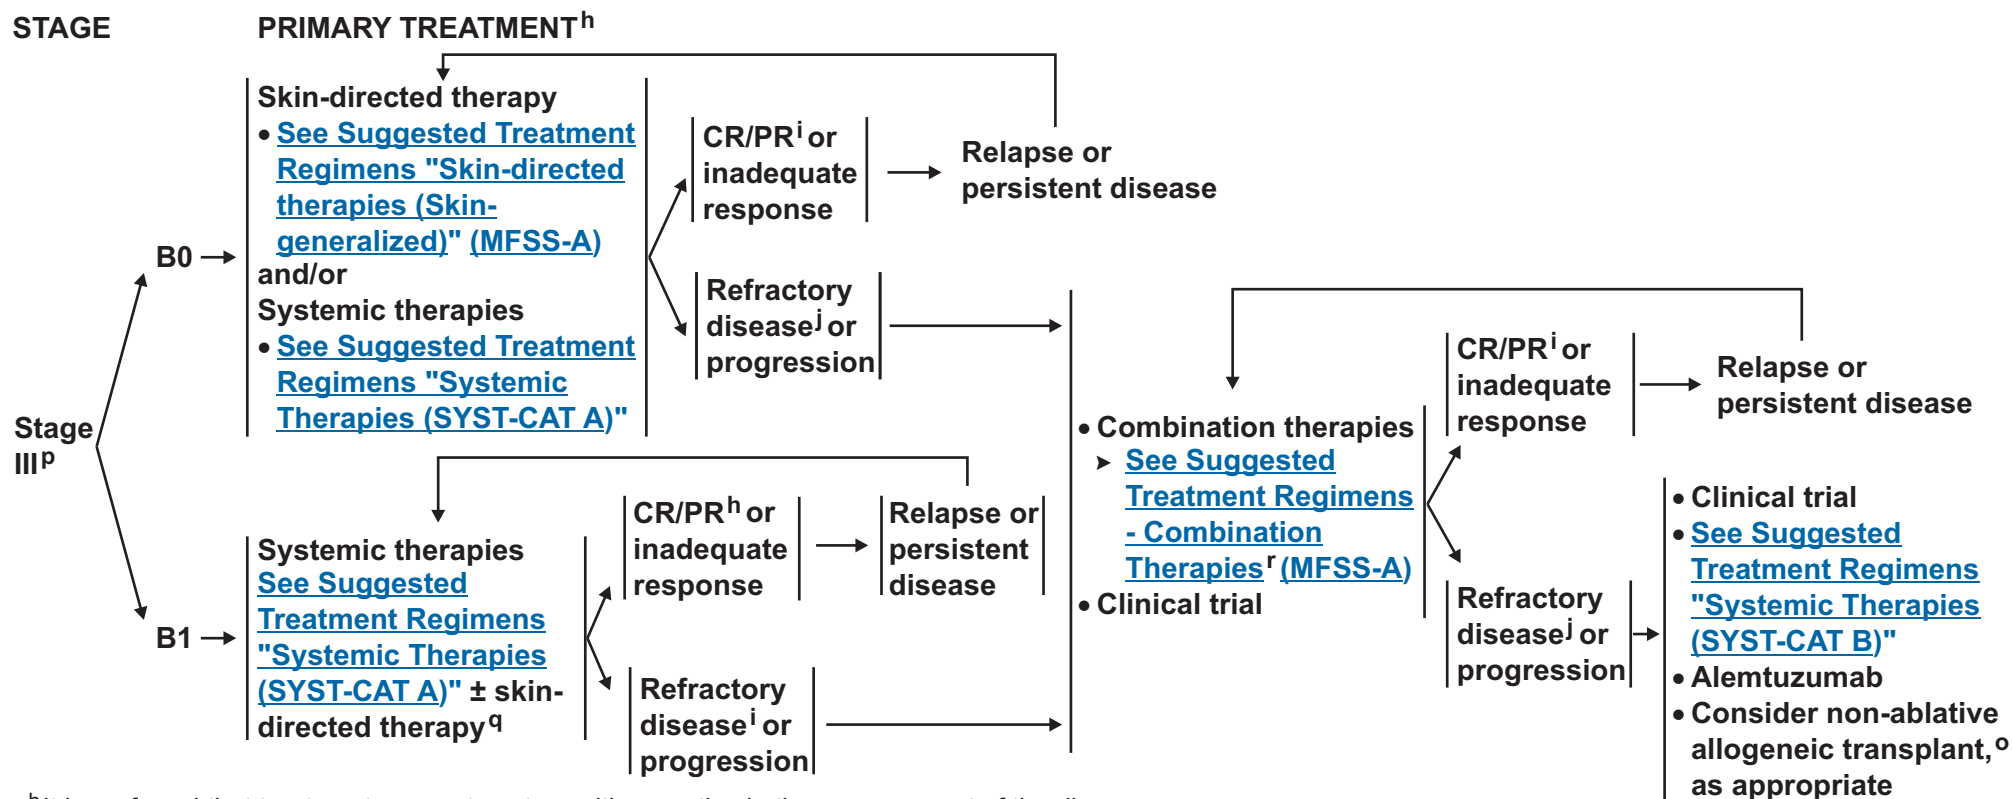 STAGE
PRIMARY TREATMENTh
Stage
IIIp
B0
Skin-directed therapy
• See Suggested Treatment
Regimens "Skin-directed
therapies (Skin-
generalized)" (MFSS-A)
and/or
Systemic therapies
• See Suggested Treatment
Regimens "Systemic
Therapies (SYST-CAT A)"
CR/PRi or
inadequate
response
Relapse or
persistent disease
Refractory
diseasej or
progression
B1
Systemic therapies
See Suggested
Treatment Regimens
"Systemic Therapies
(SYST-CAT A)" ± skin-
directed therapyq
CR/PRh or
inadequate
response
Relapse or
persistent
disease
Refractory
diseasei or
progression
• Combination therapies
➤ See Suggested
Treatment Regimens
- Combination
Therapiesr (MFSS-A)
• Clinical trial
CR/PRi or
inadequate
response
Relapse or
persistent disease
Refractory
diseasej or
progression
• Clinical trial
• See Suggested
Treatment Regimens
"Systemic Therapies
(SYST-CAT B)"
• Alemtuzumab
• Consider non-ablative
allogeneic transplant,o
as appropriate